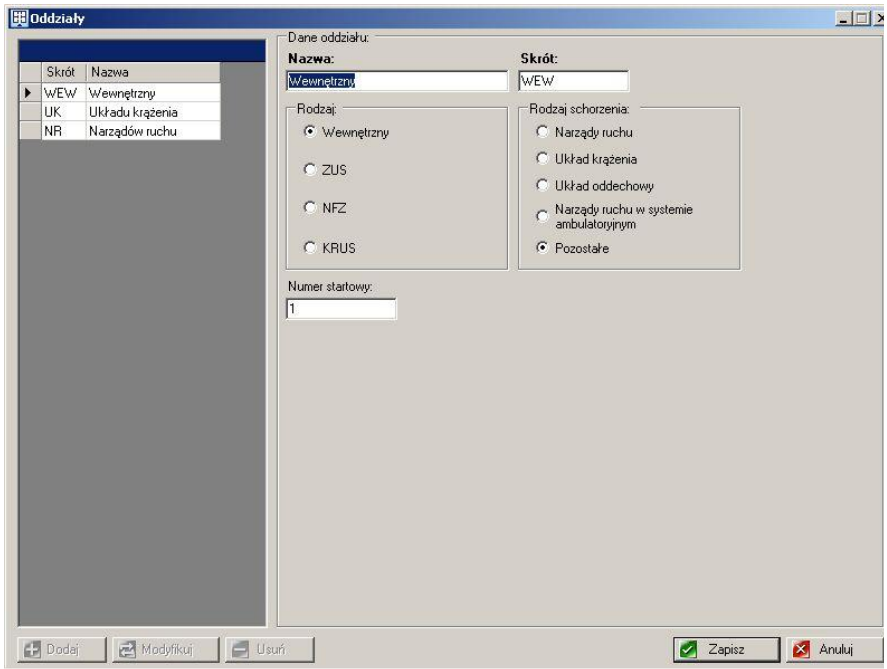 Oddziały
Skrót Nazwa
WEW Wewnętrzny
UK Układu krążenia
NR Narządów ruchu
Dane oddziału:
Nazwa: Skrót:
Wewnętrzny WEW
Rodzaj:
Wewnętrzny
ZUS
NFZ
KRUS
Rodzaj schorzenia:
Narządy ruchu
Układ krążenia
Układ oddechowy
Narządy ruchu w systemie
ambulatoryjnym
Pozostałe
Numer startowy:
1
Dodaj Modyfikuj Usuń Zapisz Anuluj